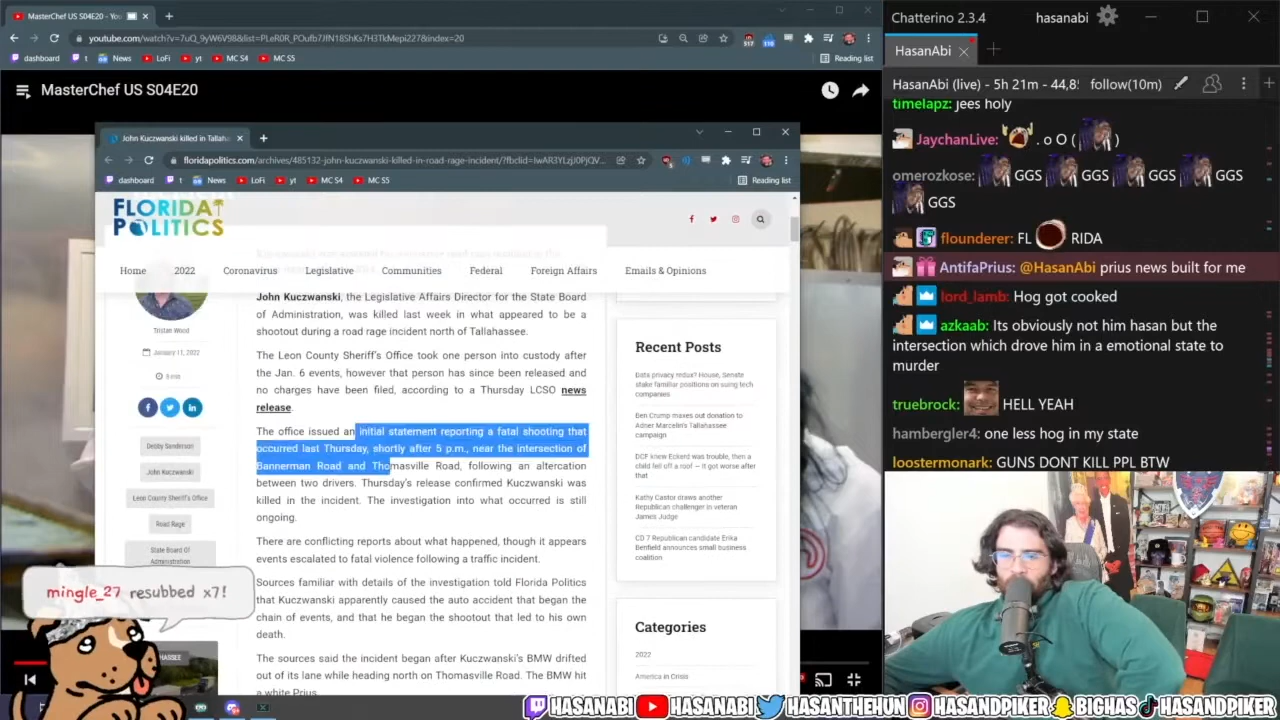 MasterChef US S04E20 - You
youtube.com/watch?v=7uQ_9yW6V98&list=PLeR0R_POufb7JfN18ShKs7H3TkMepi227&index=20
517
110
dashboard
t
News
LoFi
yt
MC S4
MC S5
Reading list
MasterChef US S04E20
John Kuczwanski killed in Tallaha
floridapolitics.com/archives/485132-john-kuczwanski-killed-in-road-rage-incident/?fbclid=IwAR3YLzjJ0PjQV...
dashboard
t
News
LoFi
yt
MC S4
MC S5
Reading list
FLORIDA
POLITICS
Home
2022
Coronavirus
Legislative
Communities
Federal
Foreign Affairs
Emails & Opinions
Tristan Wood
January 11, 2022
Debby Sanderson
John Kuczwanski
Leon County Sheriff's Office
Road Rage
State Board Of
Administration
John Kuczwanski, the Legislative Affairs Director for the State Board
of Administration, was killed last week in what appeared to be a
shootout during a road rage incident north of Tallahassee.
The Leon County Sheriff's Office took one person into custody after
the Jan. 6 events, however that person has since been released and
no charges have been filed, according to a Thursday LCSO news
release.
The office issued an initial statement reporting a fatal shooting that
occurred last Thursday, shortly after 5 p.m., near the intersection of
Bannerman Road and Thomasville Road, following an altercation
between two drivers. Thursday's release confirmed Kuczwanski was
killed in the incident. The investigation into what occurred is still
ongoing.
There are conflicting reports about what happened, though it appears
events escalated to fatal violence following a traffic incident.
Sources familiar with details of the investigation told Florida Politics
that Kuczwanski apparently caused the auto accident that began the
chain of events, and that he began the shootout that led to his own
death.
The sources said the incident began after Kuczwanski's BMW drifted
out of its lane while heading north on Thomasville Road. The BMW hit
a white Prius
Recent Posts
Data privacy redux? House, Senate
stake familiar positions on suing tech
companies
Ben Crump maxes out donation to
Adner Marcelin's Tallahassee
campaign
DCF knew Eckerd was trouble, then a
child fell off a roof — it got worse after
that
Kathy Castor draws another
Republican challenger in veteran
James Judge
CD 7 Republican candidate Erika
Benfield announces small business
coalition
Categories
2022
America in Crisis
mingle_27 resubbed x7!
Chatterino 2.3.4
hasanabi
HasanAbi
HasanAbi (live) - 5h 21m - 44,8
follow(10m)
timelapz: jees holy
JaychanLive: . o O ( )
omerozkose: GGS GGS GGS GGS
GGS
flounderer: FL RIDA
AntifaPrius: @HasanAbi prius news built for me
lord_lamb: Hog got cooked
azkaab: Its obviously not him hasan but the
intersection which drove him in a emotional state to
murder
truebrock: HELL YEAH
hambergler4: one less hog in my state
loostermonark: GUNS DONT KILL PPL BTW
HASANABI HASANABI HASANTHEHUN HASANDPIKER BIGHAS HASANDPIKER